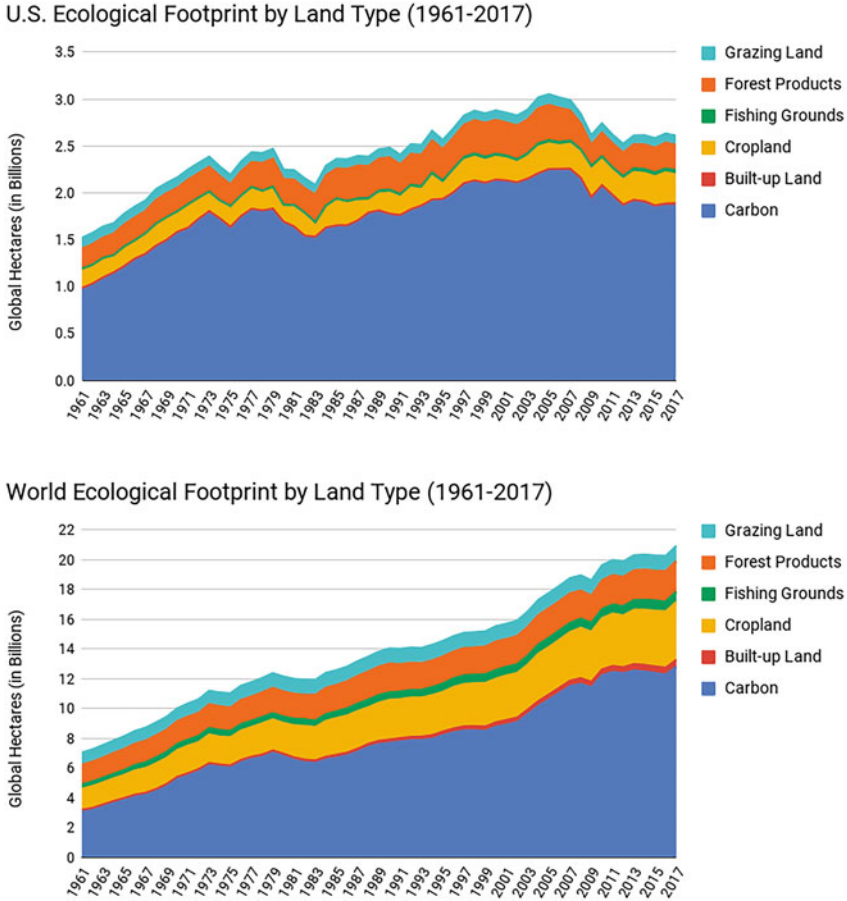 U.S. Ecological Footprint by Land Type (1961-2017)
Global Hectares (in Billions)
3.5
3.0
2.5
2.0
1.5
1.0
0.5
0.0
1961 1963 1965 1967 1969 1971 1973 1975 1977 1979 1981 1983 1985 1987 1989 1991 1993 1995 1997 1999 2001 2003 2005 2007 2009 2011 2013 2015 2017
Grazing Land
Forest Products
Fishing Grounds
Cropland
Built-up Land
Carbon
World Ecological Footprint by Land Type (1961-2017)
Global Hectares (in Billions)
22
20
18
16
14
12
10
8
6
4
2
0
1961 1963 1965 1967 1969 1971 1973 1975 1977 1979 1981 1983 1985 1987 1989 1991 1993 1995 1997 1999 2001 2003 2005 2007 2009 2011 2013 2015 2017
Grazing Land
Forest Products
Fishing Grounds
Cropland
Built-up Land
Carbon